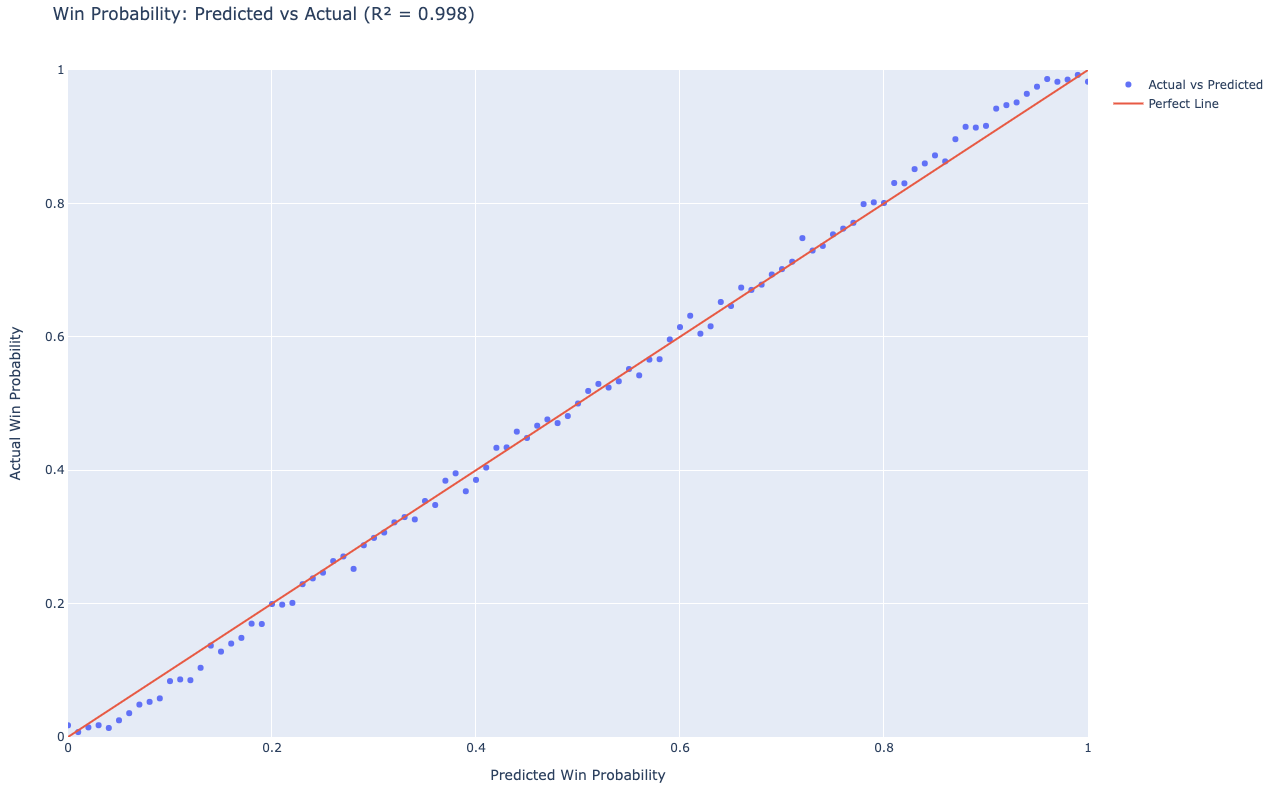 Win Probability: Predicted vs Actual (R² = 0.998)
Actual vs Predicted
Perfect Line
Actual Win Probability
1
0.8
0.6
0.4
0.2
0
0
0.2
0.4
0.6
0.8
1
Predicted Win Probability